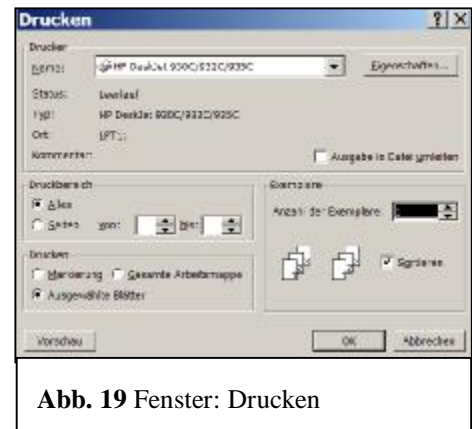 Drucken
Drucker
Name: HP DeskJet 930C/932C/935C
Eigenschaften...
Status: Leerlauf
Typ: HP DeskJet 930C/932C/935C
Ort: LPT1:
Kommentar:
Ausgabe in Datei umleiten
Druckbereich
Alles
Seiten von: bis:
Exemplare
Anzahl der Exemplare:
Sortieren
Drucken
Markierung Gesamte Arbeitsmappe
Ausgewählte Blätter
Vorschau OK Abbrechen
Abb. 19 Fenster: Drucken